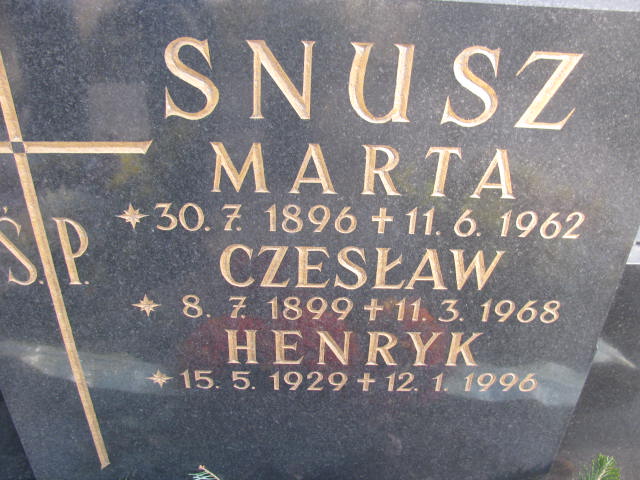 SNUSZ
MARTA
30. 7. 1896 + 11. 6. 1962
Ś.P.
CZESŁAW
8. 7. 1899 + 11. 3. 1968
HENRYK
15. 5. 1929 + 12. 1. 1996